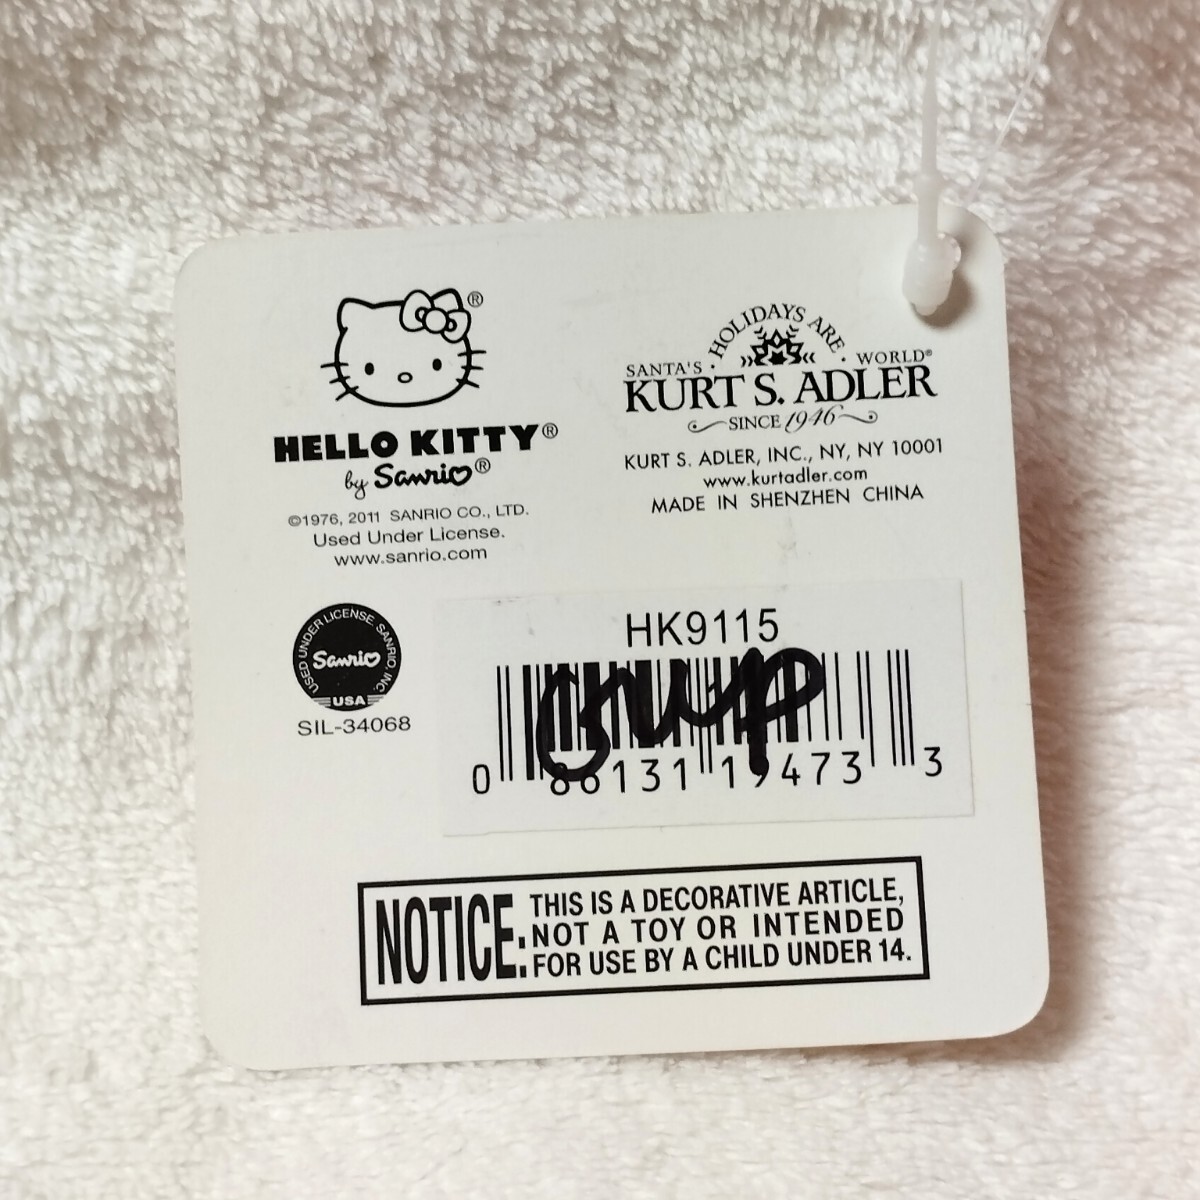 ®
HELLO KITTY®
by Sanrio®
©1976, 2011 SANRIO CO., LTD.
Used Under License.
www.sanrio.com
HOLIDAYS ARE
SANTA'S · · WORLD®
KURT S. ADLER
SINCE 1946
KURT S. ADLER, INC., NY, NY 10001
www.kurtadler.com
MADE IN SHENZHEN CHINA
USED UNDER LICENSE. SANRIO, INC.
Sanrio
USA
SIL-34068
HK9115
0 86131 19473 3
NOTICE: THIS IS A DECORATIVE ARTICLE,
NOT A TOY OR INTENDED
FOR USE BY A CHILD UNDER 14.